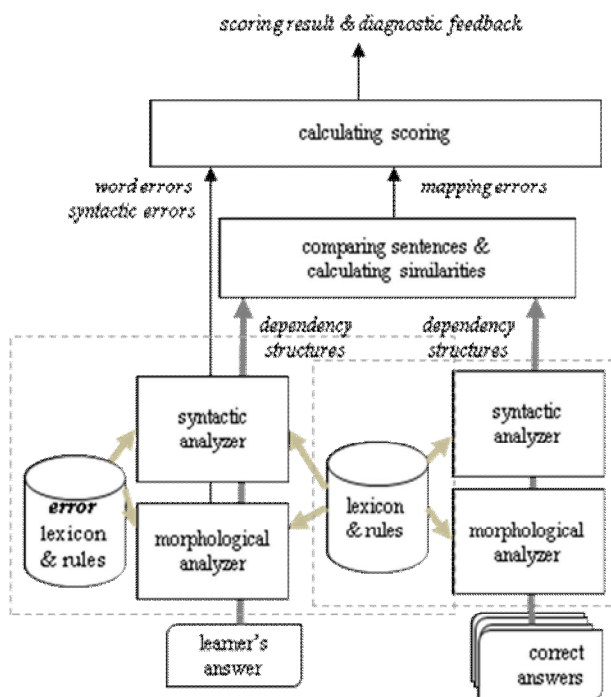 scoring result & diagnostic feedback
calculating scoring
word errors
syntactic errors
mapping errors
comparing sentences &
calculating similarities
dependency
structures
dependency
structures
syntactic
analyzer
syntactic
analyzer
error
lexicon
& rules
lexicon
& rules
morphological
analyzer
morphological
analyzer
learner's
answer
correct
answers